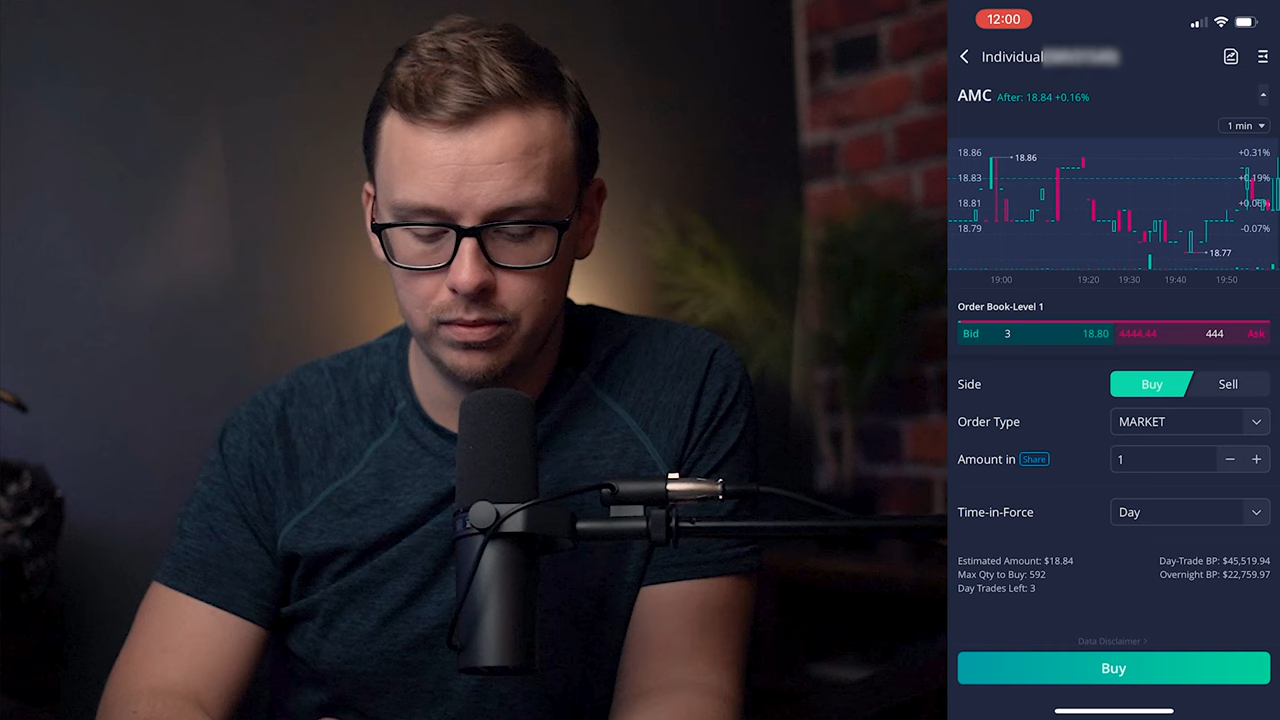 12:00
Individual
AMC After: 18.84 +0.16%
1 min
18.86 18.86 +0.31%
18.83 +0.19%
18.81 +0.06%
18.79 -0.07%
18.77
19:00 19:20 19:30 19:40 19:50
Order Book-Level 1
Bid 3 18.80 4444.44 444 Ask
Side Buy Sell
Order Type MARKET
Amount in Share 1 − +
Time-in-Force Day
Estimated Amount: $18.84 Day-Trade BP: $45,519.94
Max Qty to Buy: 592 Overnight BP: $22,759.97
Day Trades Left: 3
Data Disclaimer >
Buy